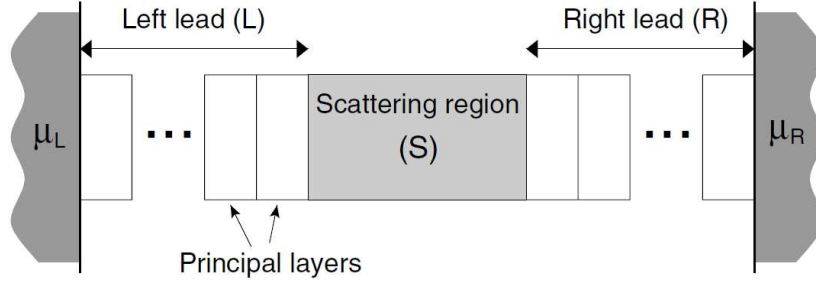 Left lead (L)
Right lead (R)
μL
...
Scattering region
(S)
...
μR
Principal layers